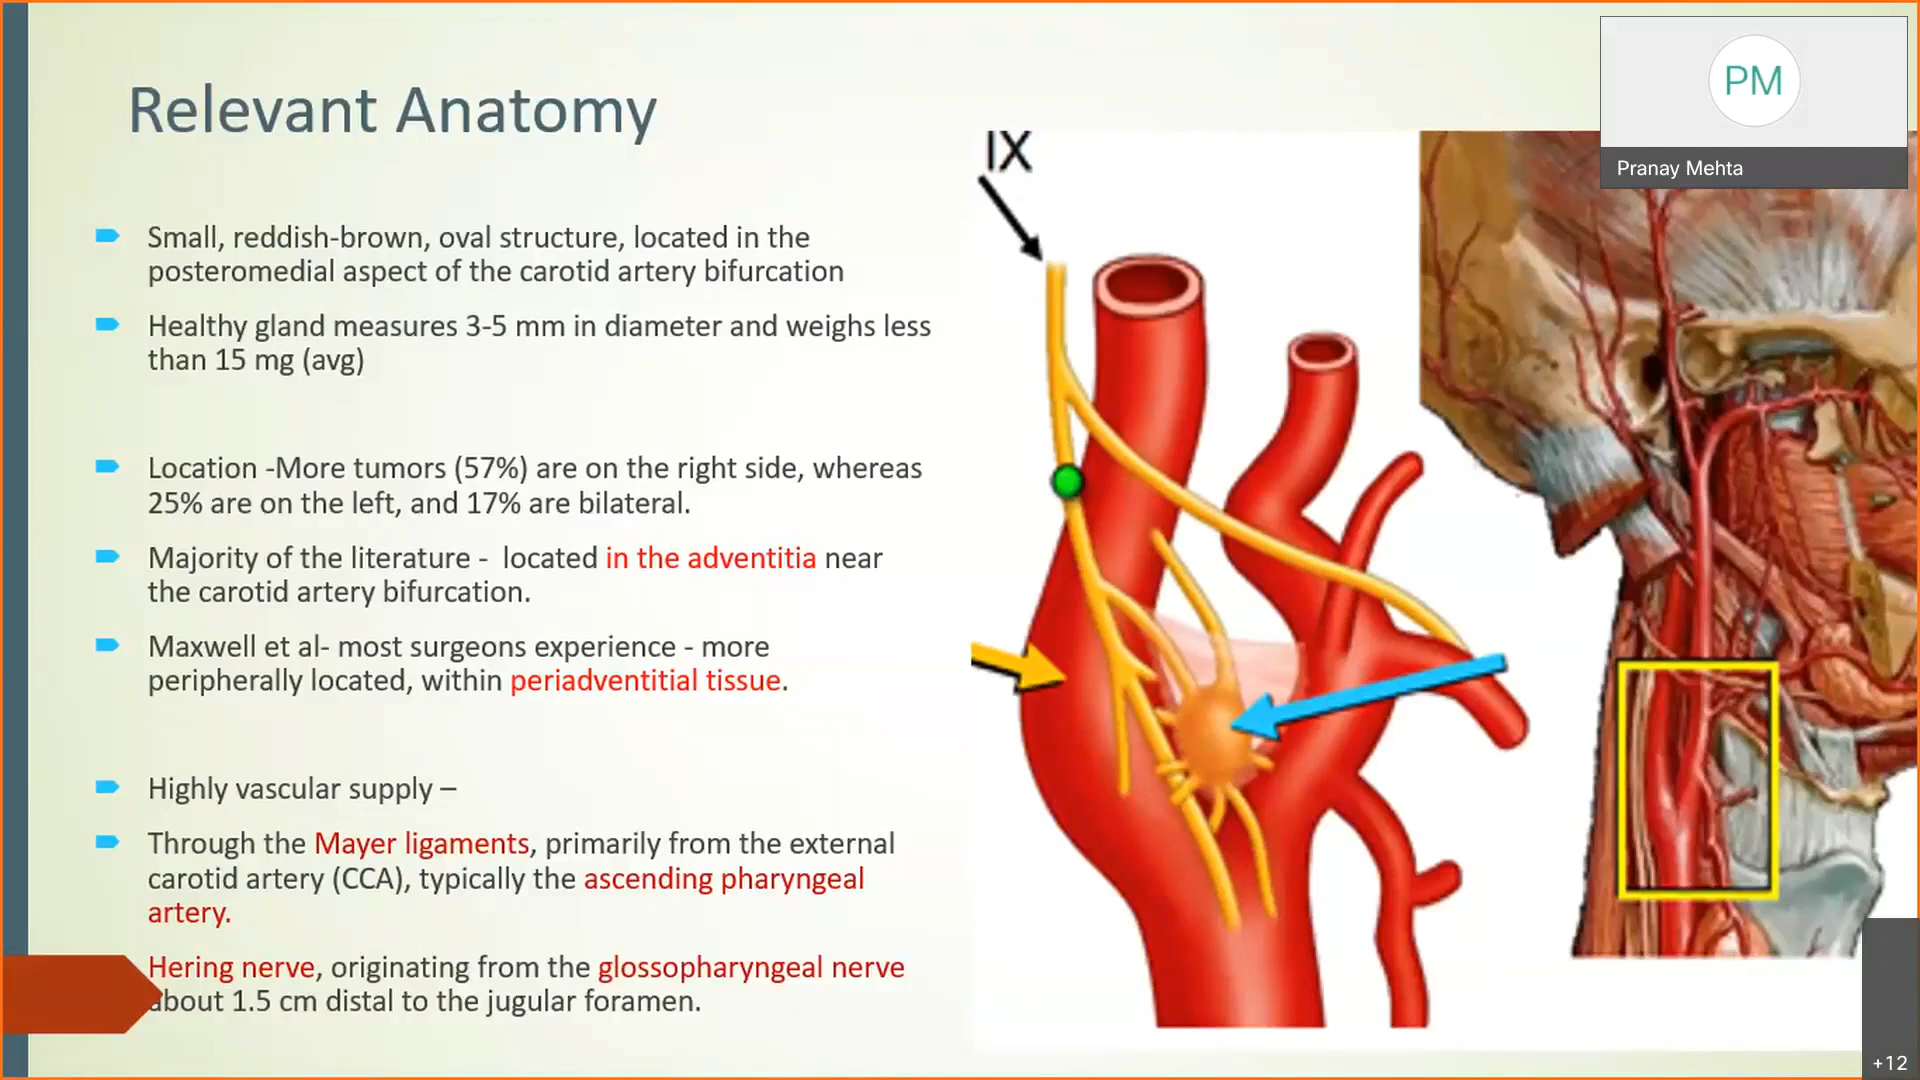 Relevant Anatomy
Small, reddish-brown, oval structure, located in the
posteromedial aspect of the carotid artery bifurcation
Healthy gland measures 3-5 mm in diameter and weighs less
than 15 mg (avg)
Location -More tumors (57%) are on the right side, whereas
25% are on the left, and 17% are bilateral.
Majority of the literature - located in the adventitia near
the carotid artery bifurcation.
Maxwell et al- most surgeons experience - more
peripherally located, within periadventitial tissue.
Highly vascular supply –
Through the Mayer ligaments, primarily from the external
carotid artery (CCA), typically the ascending pharyngeal
artery.
Hering nerve, originating from the glossopharyngeal nerve
about 1.5 cm distal to the jugular foramen.
IX
PM
Pranay Mehta
+12